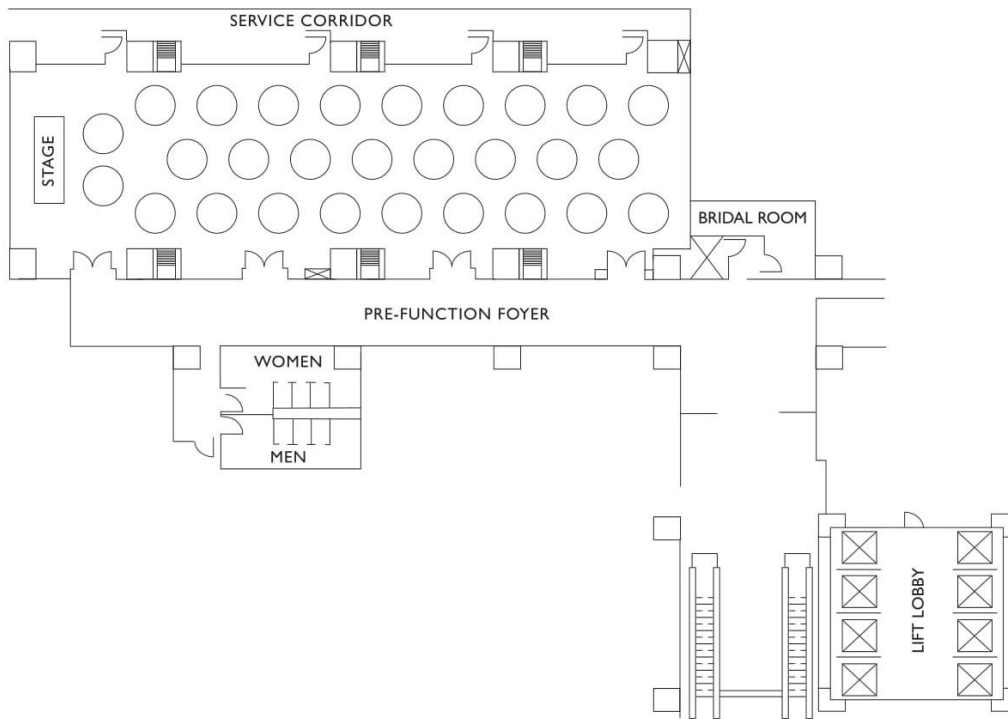 SERVICE CORRIDOR
STAGE
BRIDAL ROOM
PRE-FUNCTION FOYER
WOMEN
MEN
LIFT LOBBY